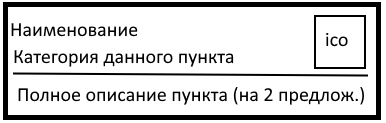 Наименование
ico
Категория данного пункта
Полное описание пункта (на 2 предлож.)